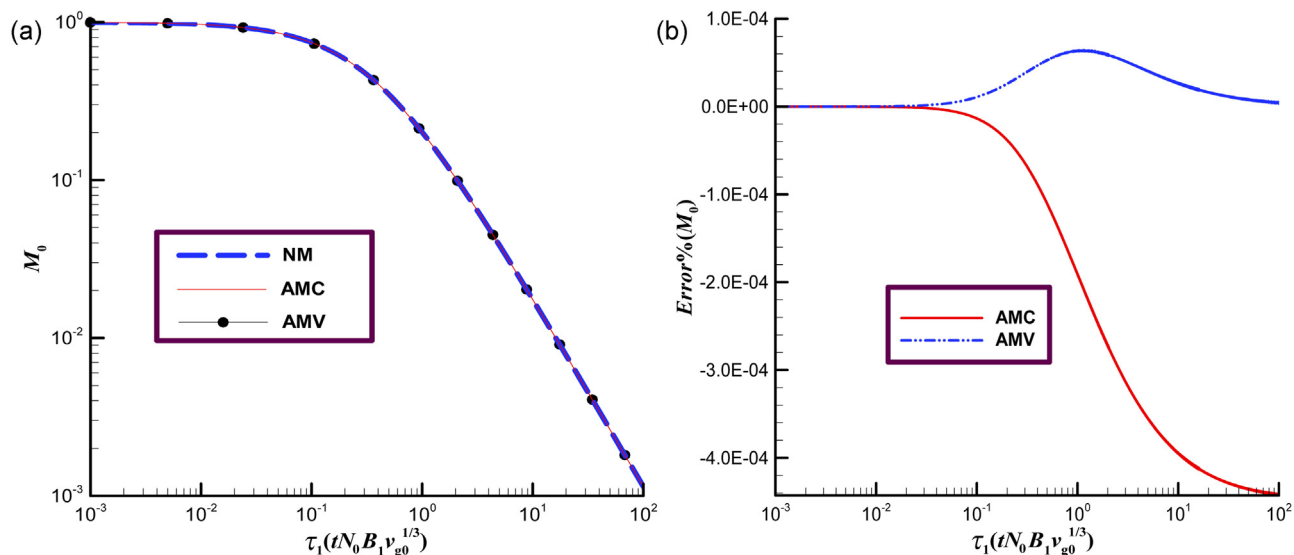 (a)
10⁰
10⁻¹
10⁻²
10⁻³
M₀
NM
AMC
AMV
10⁻³ 10⁻² 10⁻¹ 10⁰ 10¹ 10²
τ₁(tN₀B₁v_g0^1/3)
(b)
1.0E-04
0.0E+00
-1.0E-04
-2.0E-04
-3.0E-04
-4.0E-04
Error%(M₀)
AMC
AMV
10⁻³ 10⁻² 10⁻¹ 10⁰ 10¹ 10²
τ₁(tN₀B₁v_g0^1/3)